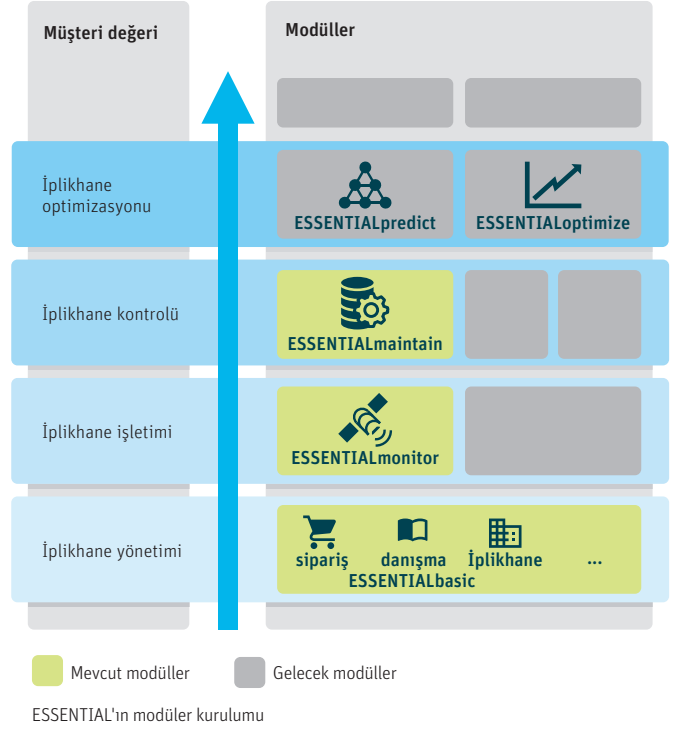 Müşteri değeri
Modüller
İplikhane
optimizasyonu
ESSENTIALpredict
ESSENTIALoptimize
İplikhane kontrolü
ESSENTIALmaintain
İplikhane işletimi
ESSENTIALmonitor
İplikhane yönetimi
sipariş danışma İplikhane ...
ESSENTIALbasic
Mevcut modüller
Gelecek modüller
ESSENTIAL'ın modüler kurulumu